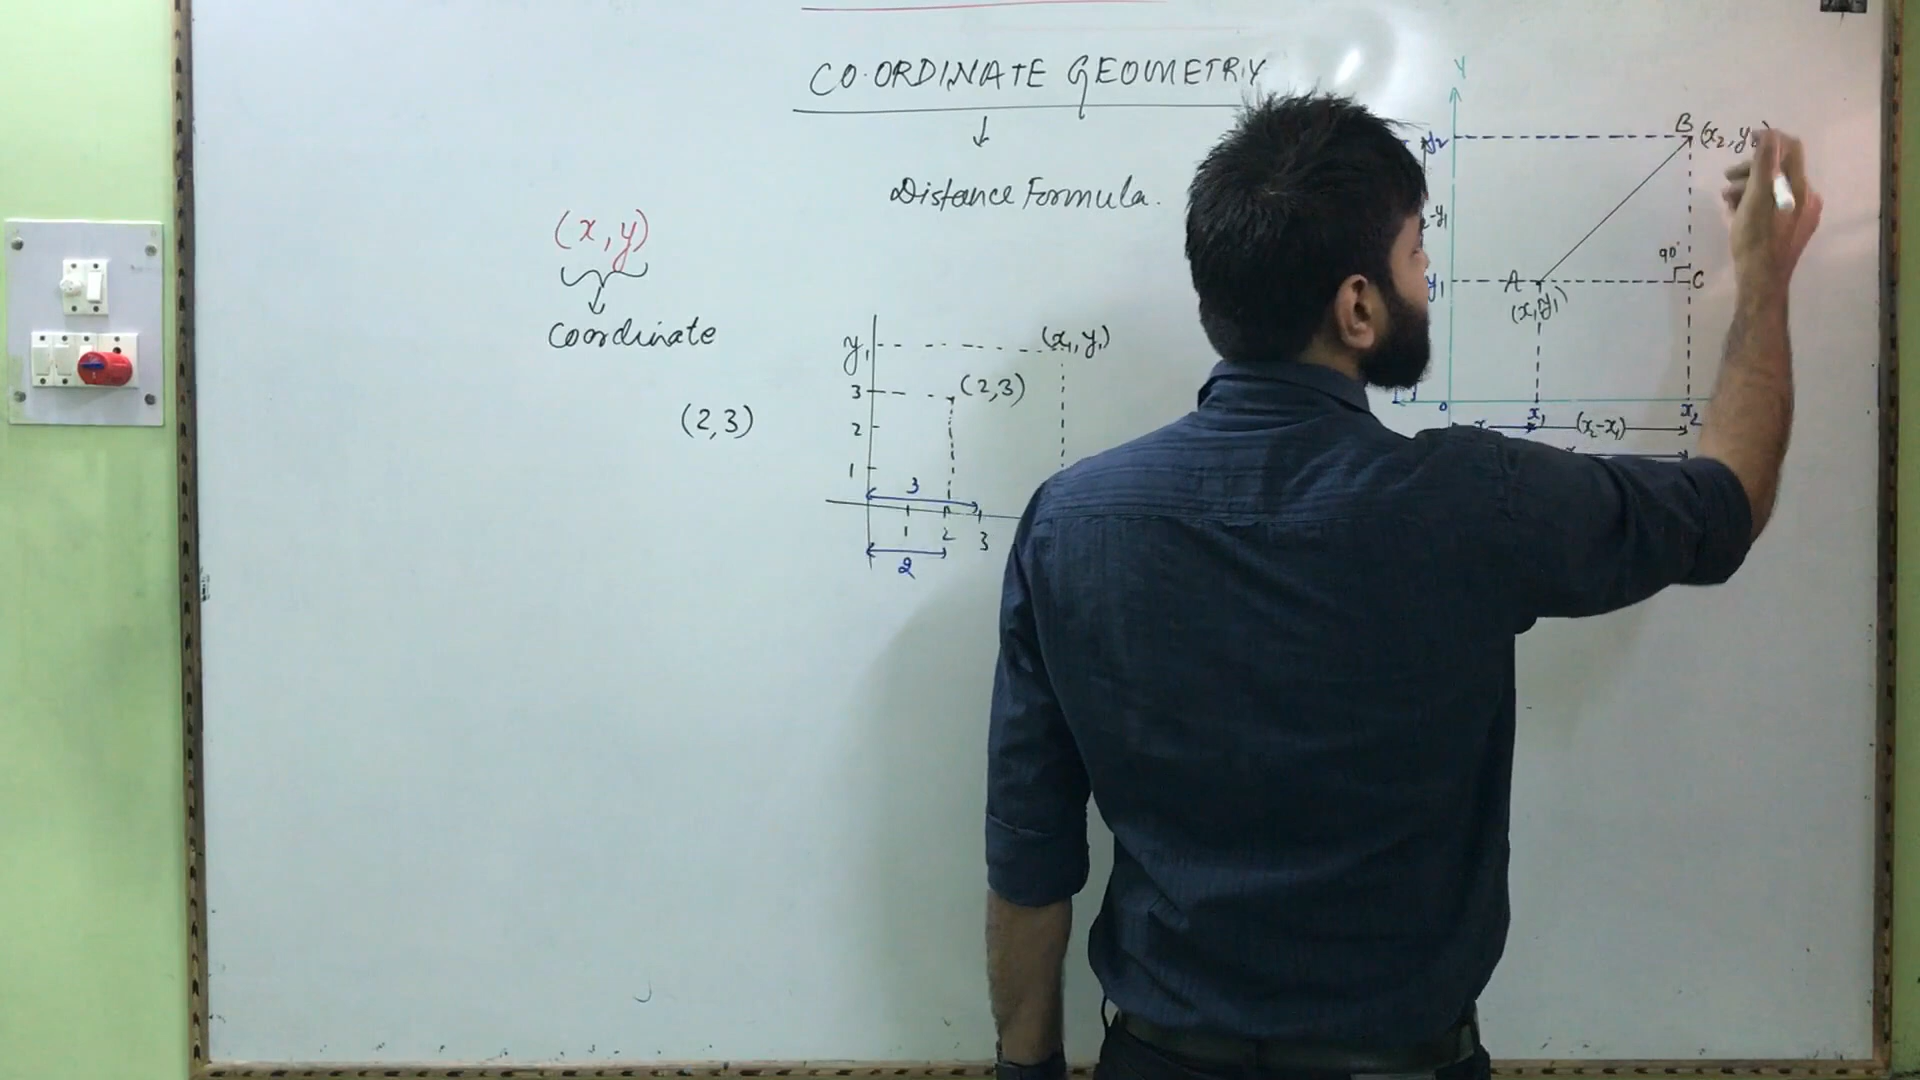 CO-ORDINATE GEOMETRY
Distance Formula.
(x,y)
Coordinate
(2,3)
y₁
(x₁, y₁)
3
(2,3)
2
1
3
1
2
3
2
Y
y₂
B
(x₂, y
-y₁
90°
y₁
A
C
(x₁, y₁)
0
x₁
x₂
(x₂-x₁)